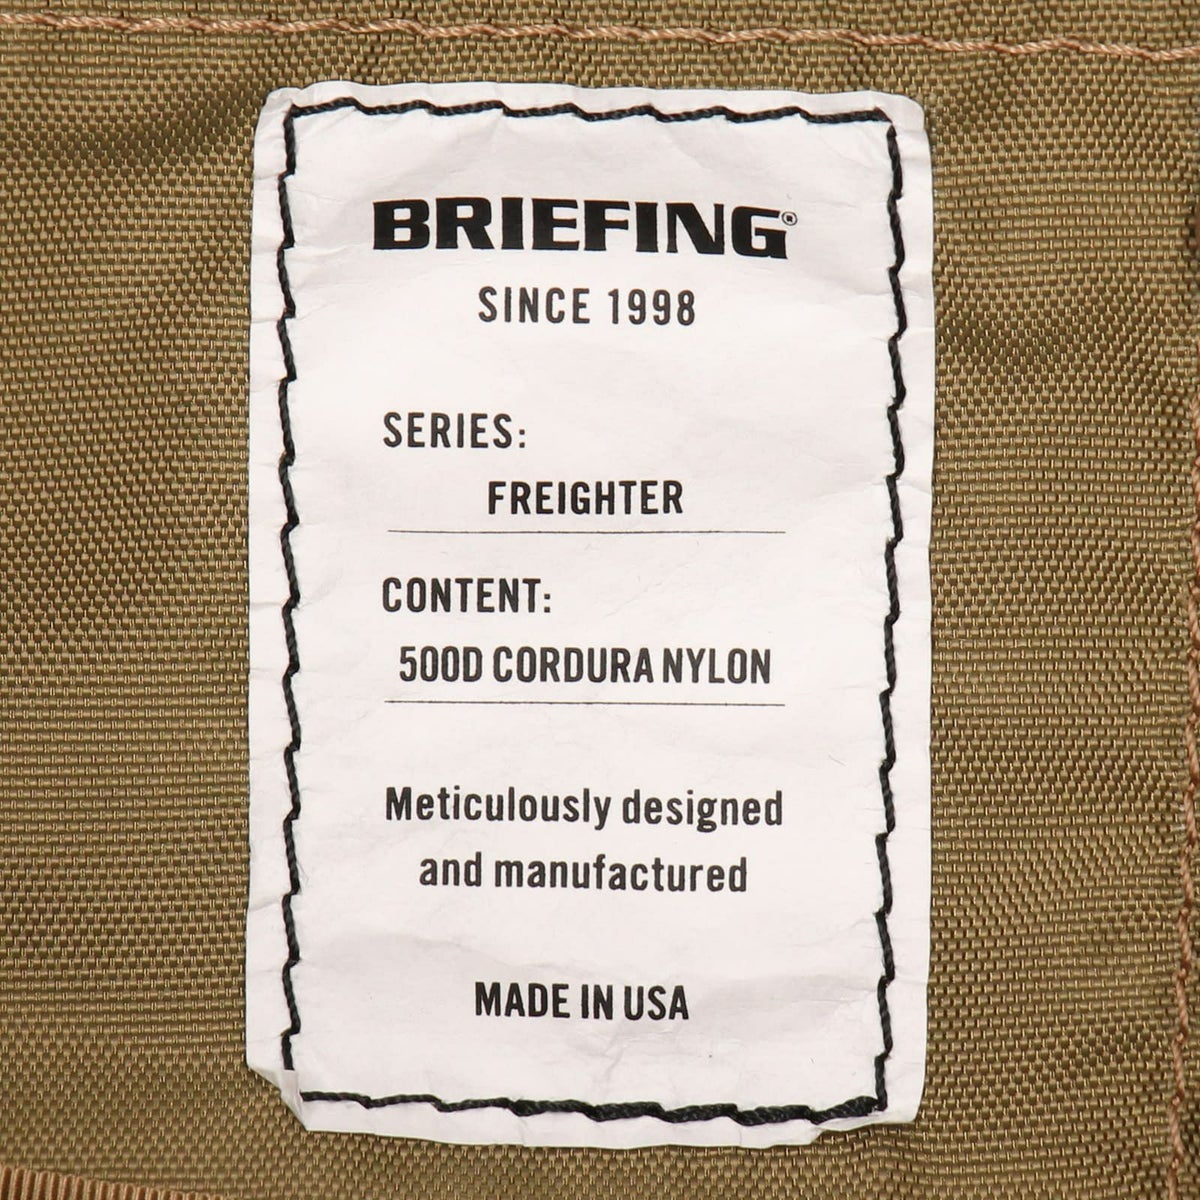 BRIEFING®
SINCE 1998
SERIES:
FREIGHTER
CONTENT:
500D CORDURA NYLON
Meticulously designed
and manufactured
MADE IN USA